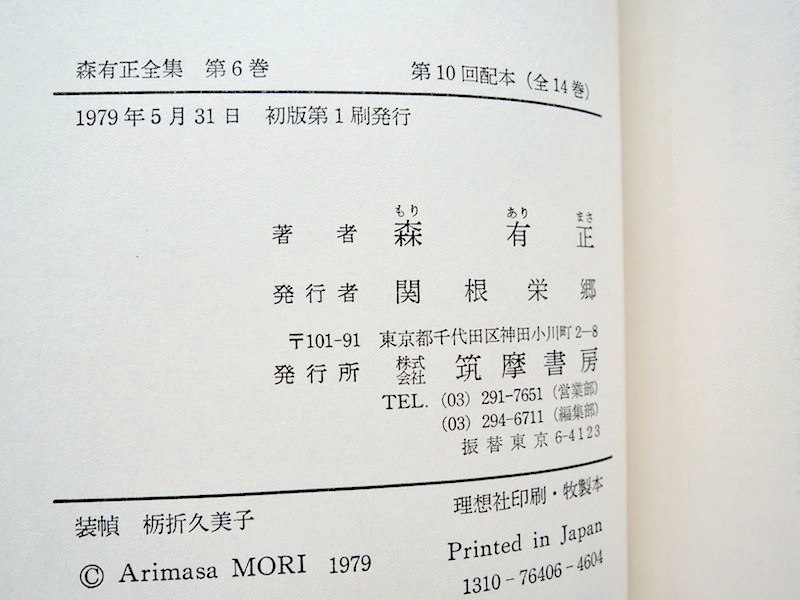 森有正全集 第6巻 第10回配本（全14巻）
1979年5月31日 初版第1刷発行
もり あり まさ
著者 森有正
発行者 関根栄郷
〒101-91 東京都千代田区神田小川町2-8
発行所 株式会社 筑摩書房
TEL. (03) 291-7651（営業部）
(03) 294-6711（編集部）
振替東京 6-4123
理想社印刷・牧製本
装幀 栃折久美子
Printed in Japan
© Arimasa MORI 1979
1310-76406-4604